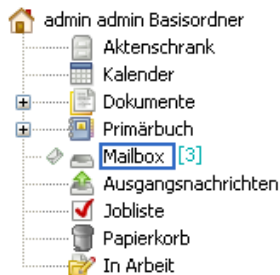 admin admin Basisordner
Aktenschrank
Kalender
Dokumente
Primärbuch
Mailbox [3]
Ausgangsnachrichten
Jobliste
Papierkorb
In Arbeit